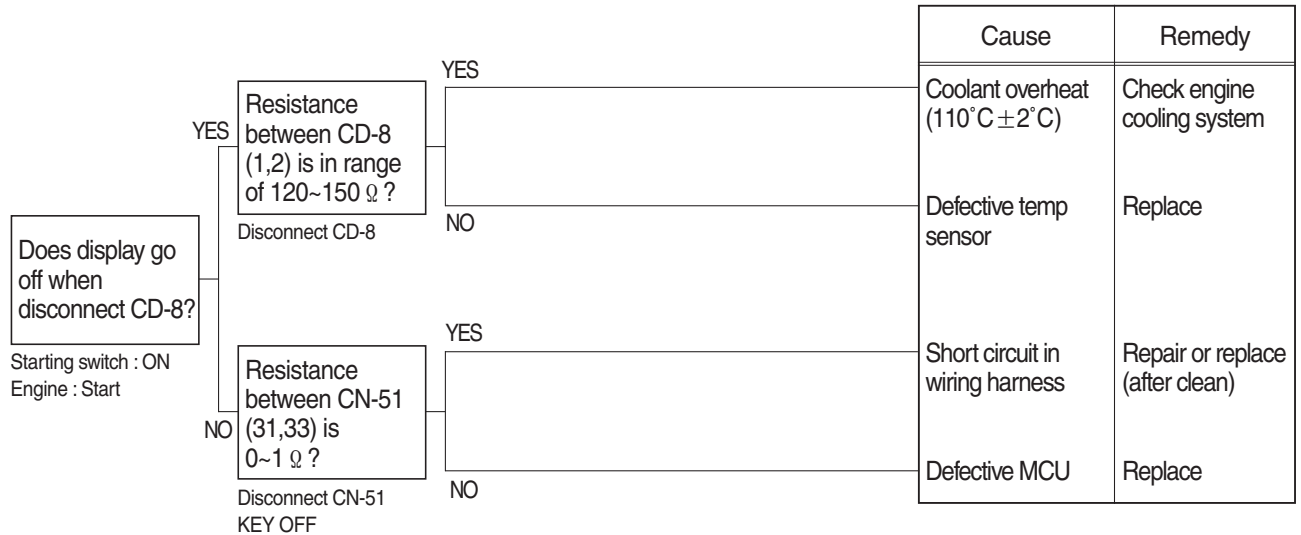 Does display go
off when
disconnect CD-8?
Starting switch : ON
Engine : Start
YES
Resistance
between CD-8
(1,2) is in range
of 120~150 Ω ?
Disconnect CD-8
NO
Resistance
between CN-51
(31,33) is
0~1 Ω ?
Disconnect CN-51
KEY OFF
YES
NO
YES
NO
Cause
Remedy
Coolant overheat
(110˚C ±2˚C)
Check engine
cooling system
Defective temp
sensor
Replace
Short circuit in
wiring harness
Repair or replace
(after clean)
Defective MCU
Replace